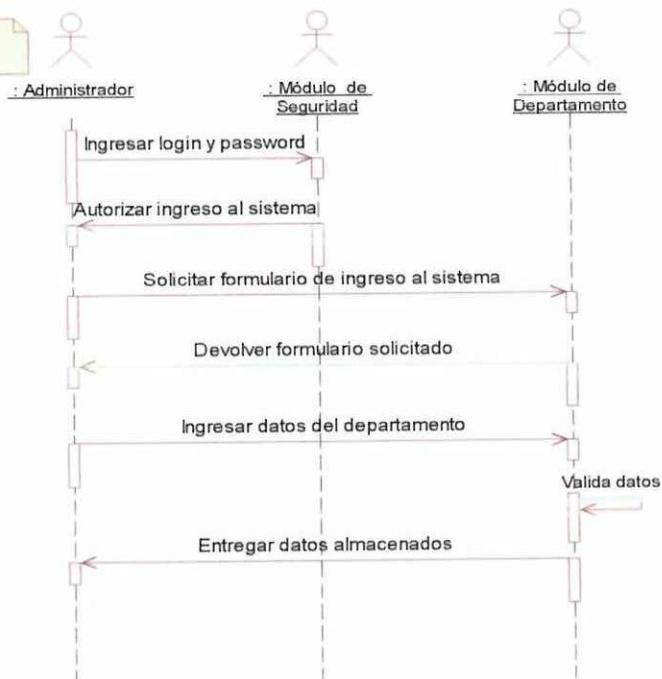 : Administrador
: Módulo de
Seguridad
: Módulo de
Departamento
Ingresar login y password
Autorizar ingreso al sistema
Solicitar formulario de ingreso al sistema
Devolver formulario solicitado
Ingresar datos del departamento
Valida datos
Entregar datos almacenados